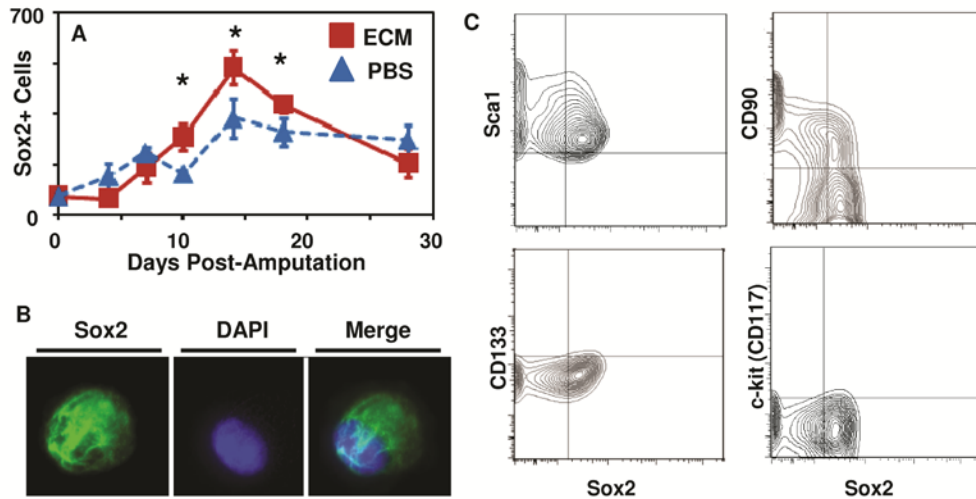 A
700
Sox2+ Cells
0
* * *
ECM
PBS
0 10 20 30
Days Post-Amputation
B
Sox2 DAPI Merge
C
Sca1
CD90
CD133
c-kit (CD117)
Sox2 Sox2